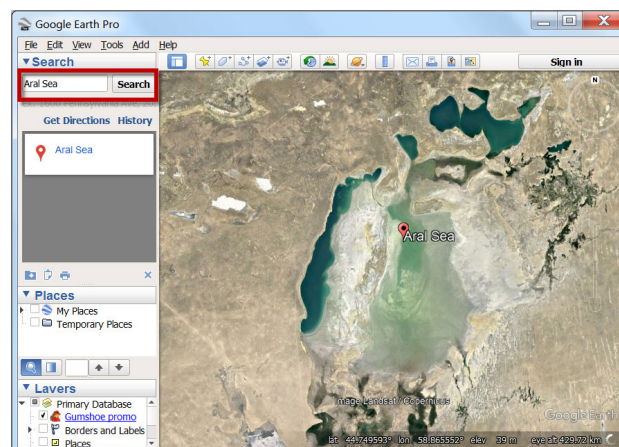 Google Earth Pro
File Edit View Tools Add Help
Search
Sign in
Aral Sea Search
Get Directions History
Aral Sea
N
Aral Sea
Places
My Places
Temporary Places
Layers
Primary Database
Gumshoe promo
Borders and Labels
Places
Image Landsat / Copernicus
Google Earth
lat 44.749593° lon 58.865552° elev 39 m eye alt 429.72 km